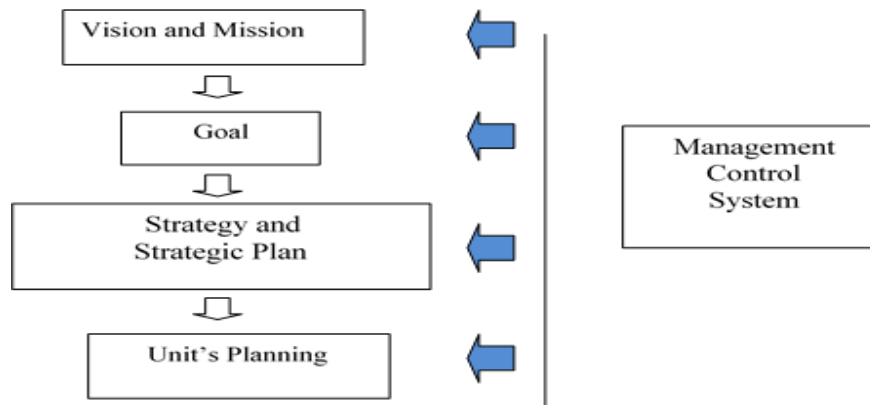 Vision and Mission
Goal
Strategy and
Strategic Plan
Unit's Planning
Management
Control
System